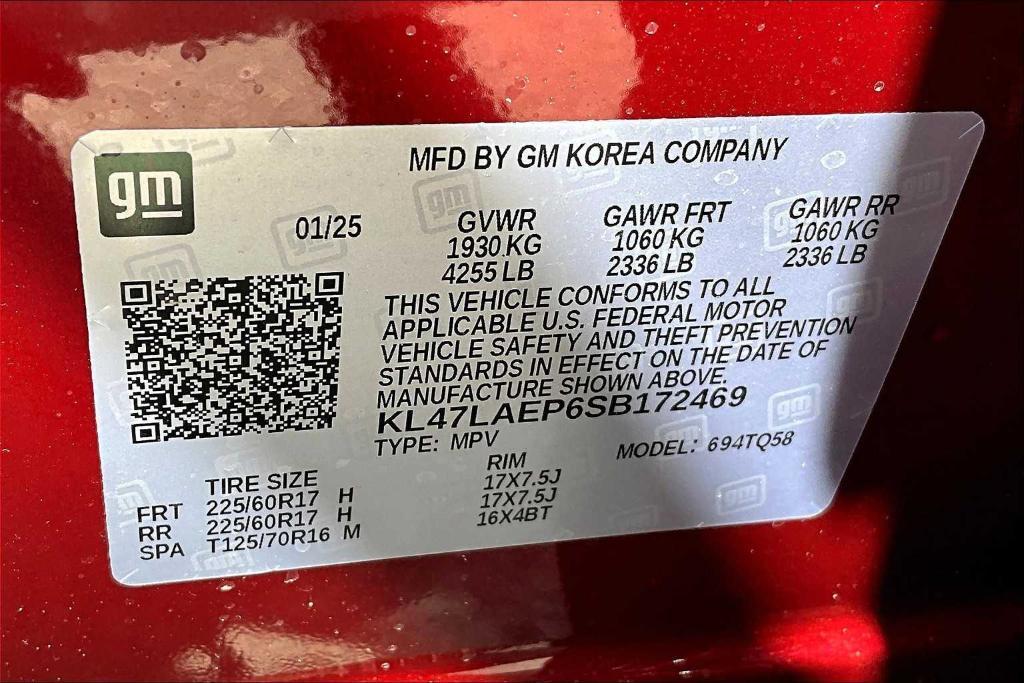 gm
MFD BY GM KOREA COMPANY
01/25
GVWR GAWR FRT GAWR RR
1930 KG 1060 KG 1060 KG
4255 LB 2336 LB 2336 LB
THIS VEHICLE CONFORMS TO ALL
APPLICABLE U.S. FEDERAL MOTOR
VEHICLE SAFETY AND THEFT PREVENTION
STANDARDS IN EFFECT ON THE DATE OF
MANUFACTURE SHOWN ABOVE.
KL47LAEP6SB172469
TYPE: MPV MODEL: 694TQ58
TIRE SIZE RIM
FRT 225/60R17 H 17X7.5J
RR 225/60R17 H 17X7.5J
SPA T125/70R16 M 16X4BT